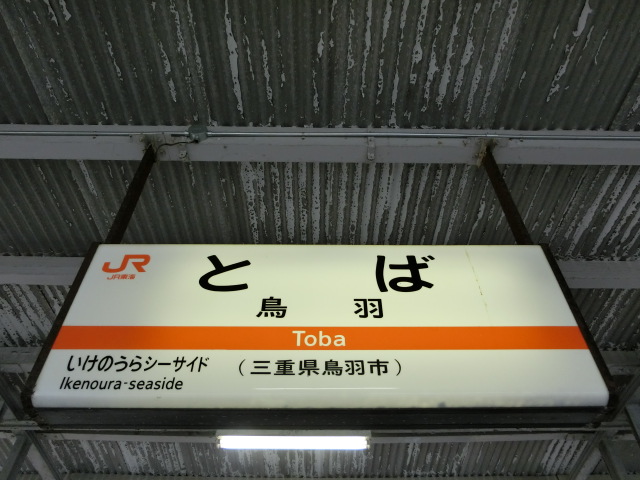 JR
JR東海
とば
鳥羽
Toba
いけのうらシーサイド
Ikenoura-seaside
（三重県鳥羽市）